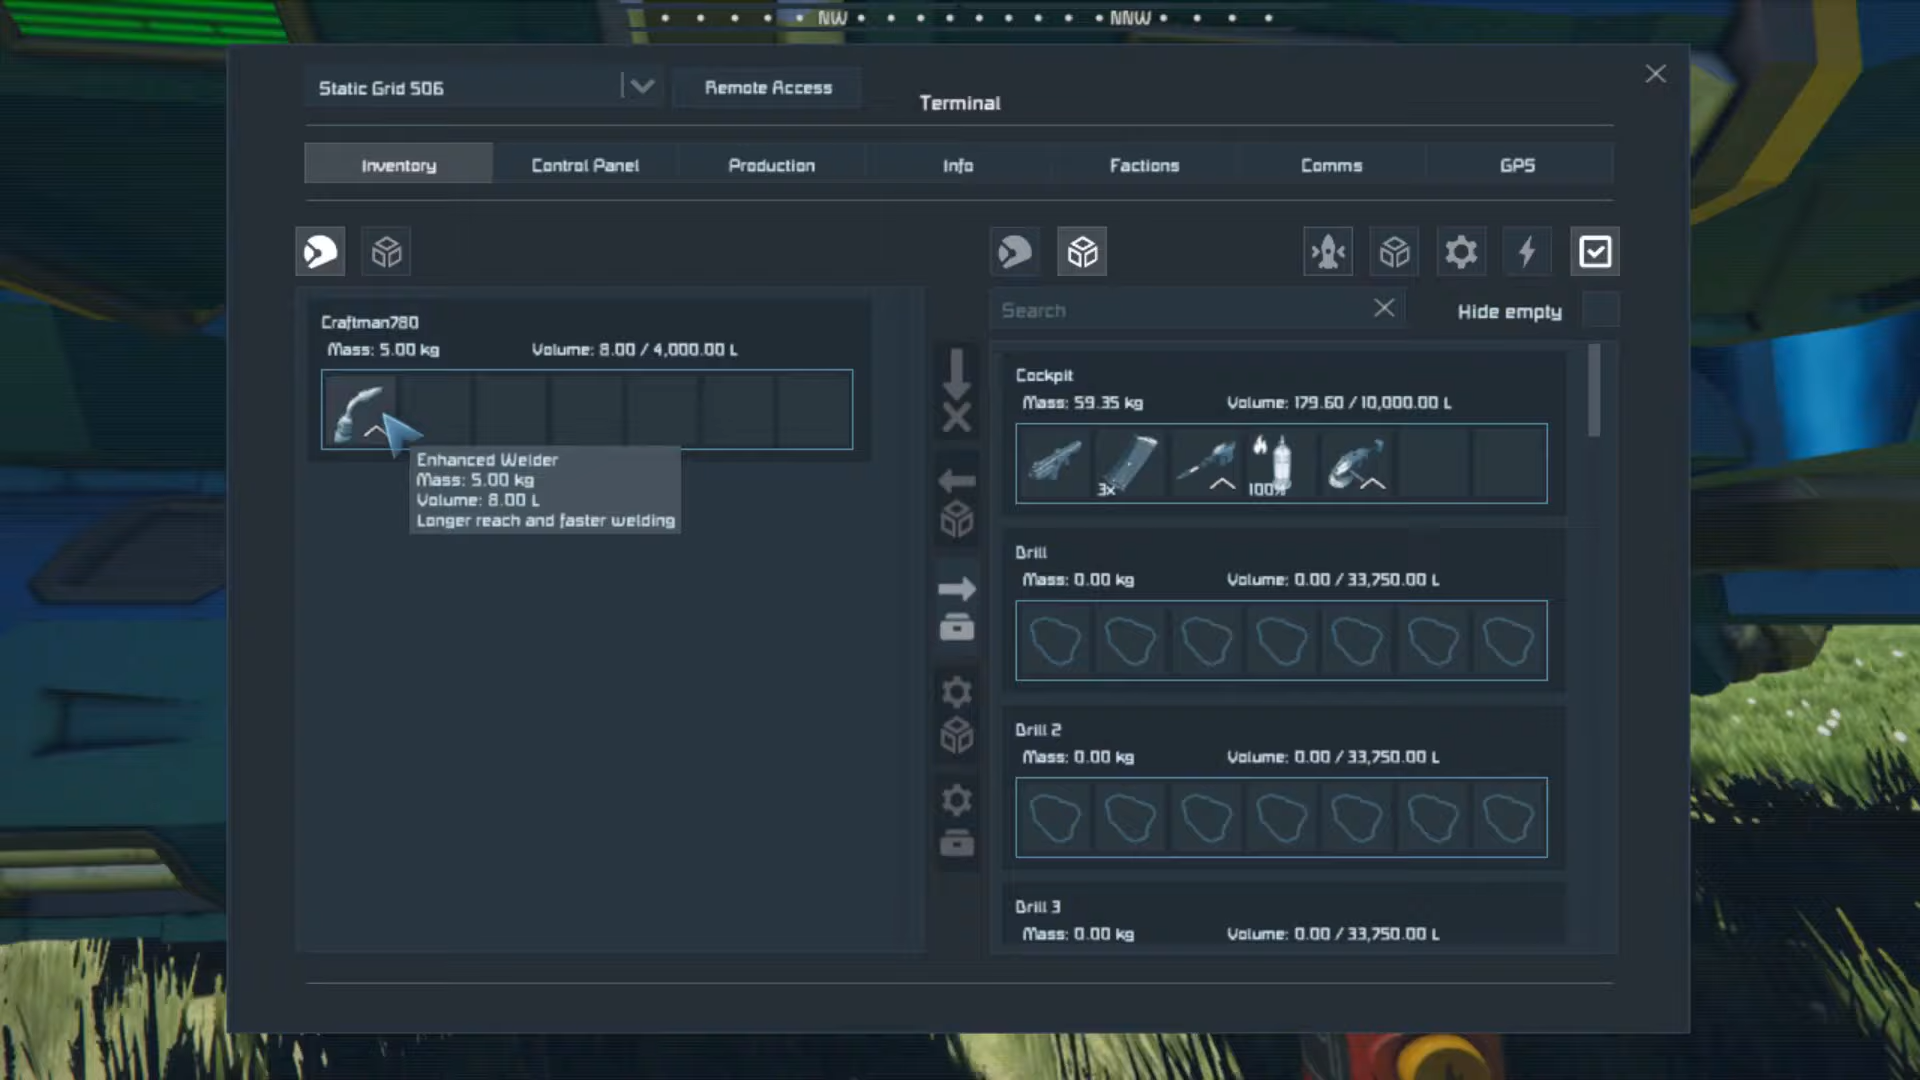 NW NNW
Static Grid 506
Remote Access
Terminal
Inventory
Control Panel
Production
Info
Factions
Comms
GPS
Craftman780
Mass: 5.00 kg Volume: 8.00 / 4,000.00 L
Enhanced Welder
Mass: 5.00 kg
Volume: 8.00 L
Longer reach and faster welding
Search
Hide empty
Cockpit
Mass: 59.35 kg Volume: 179.60 / 10,000.00 L
3x 100%
Drill
Mass: 0.00 kg Volume: 0.00 / 33,750.00 L
Drill 2
Mass: 0.00 kg Volume: 0.00 / 33,750.00 L
Drill 3
Mass: 0.00 kg Volume: 0.00 / 33,750.00 L